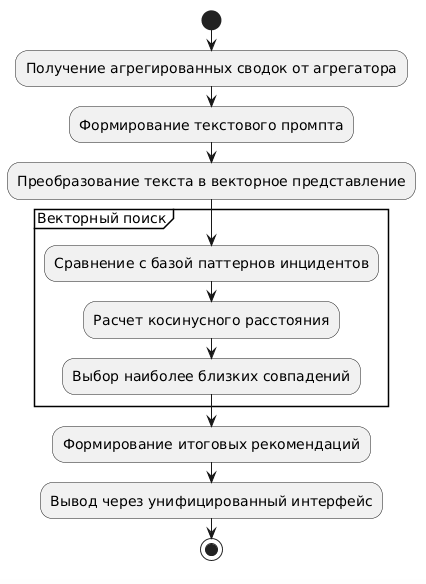 Получение агрегированных сводок от агрегатора
Формирование текстового промпта
Преобразование текста в векторное представление
Векторный поиск
Сравнение с базой паттернов инцидентов
Расчет косинусного расстояния
Выбор наиболее близких совпадений
Формирование итоговых рекомендаций
Вывод через унифицированный интерфейс